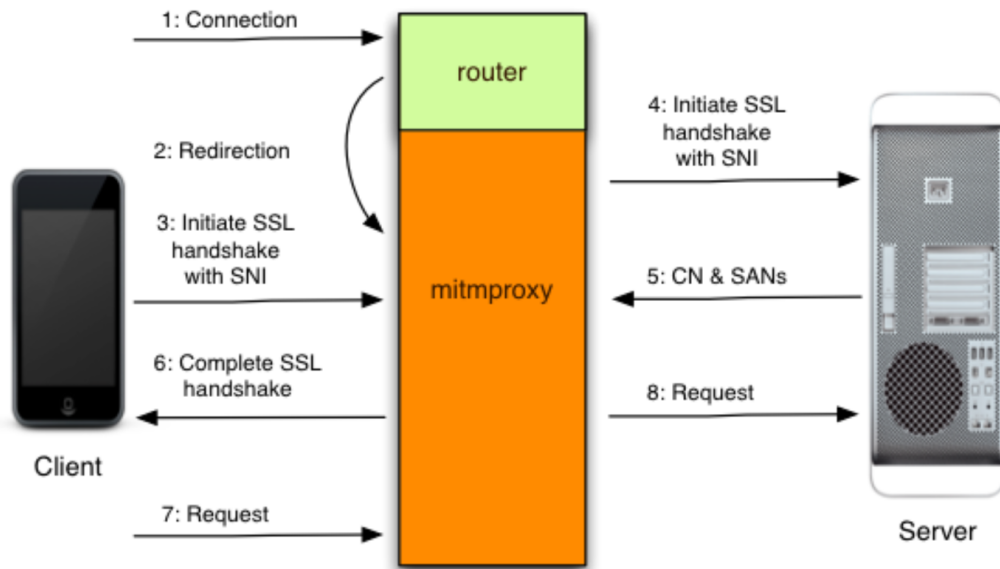 1: Connection
router
2: Redirection
3: Initiate SSL
handshake
with SNI
mitmproxy
4: Initiate SSL
handshake
with SNI
5: CN & SANs
6: Complete SSL
handshake
7: Request
8: Request
Client
Server